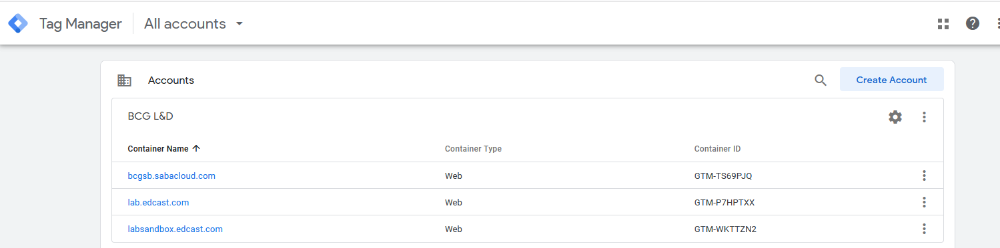 Tag Manager All accounts
Accounts Create Account
BCG L&D
Container Name Container Type Container ID
bcgsb.sabacloud.com Web GTM-TS69PJQ
lab.edcast.com Web GTM-P7HPTXX
labsandbox.edcast.com Web GTM-WKTTZN2